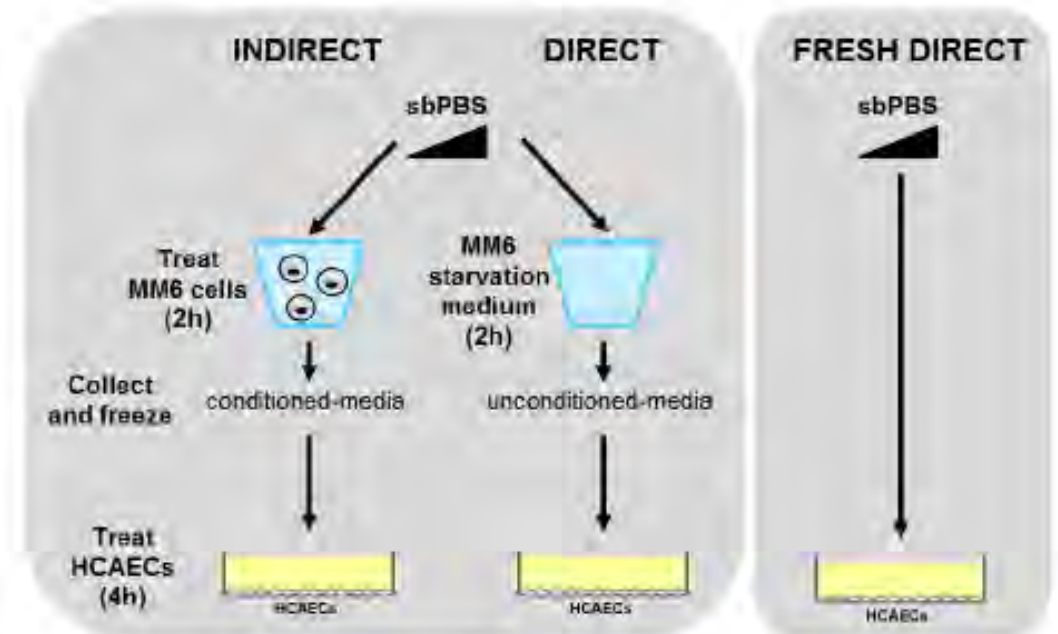 INDIRECT
DIRECT
FRESH DIRECT
sbPBS
sbPBS
Treat
MM6 cells
(2h)
MM6
starvation
medium
(2h)
Collect
and freeze
conditioned-media
unconditioned-media
Treat
HCAECs
(4h)
HCAECs
HCAECs
HCAECs